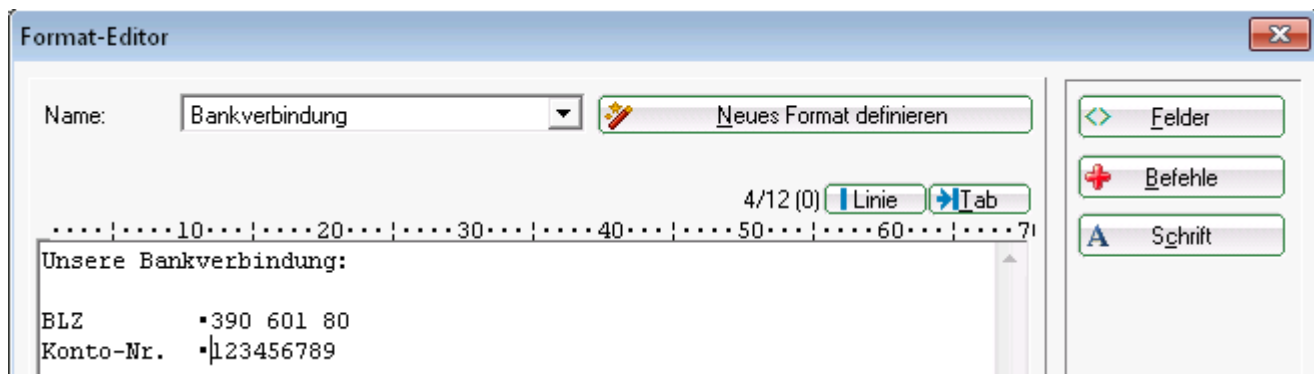 Format-Editor
Name: Bankverbindung Neues Format definieren
Felder
Befehle
4/12 (0) Linie Tab
Schrift
····¦····10···¦····20···¦····30···¦····40···¦····50···¦····60···¦····70
Unsere Bankverbindung:
BLZ ▪390 601 80
Konto-Nr. ▪123456789